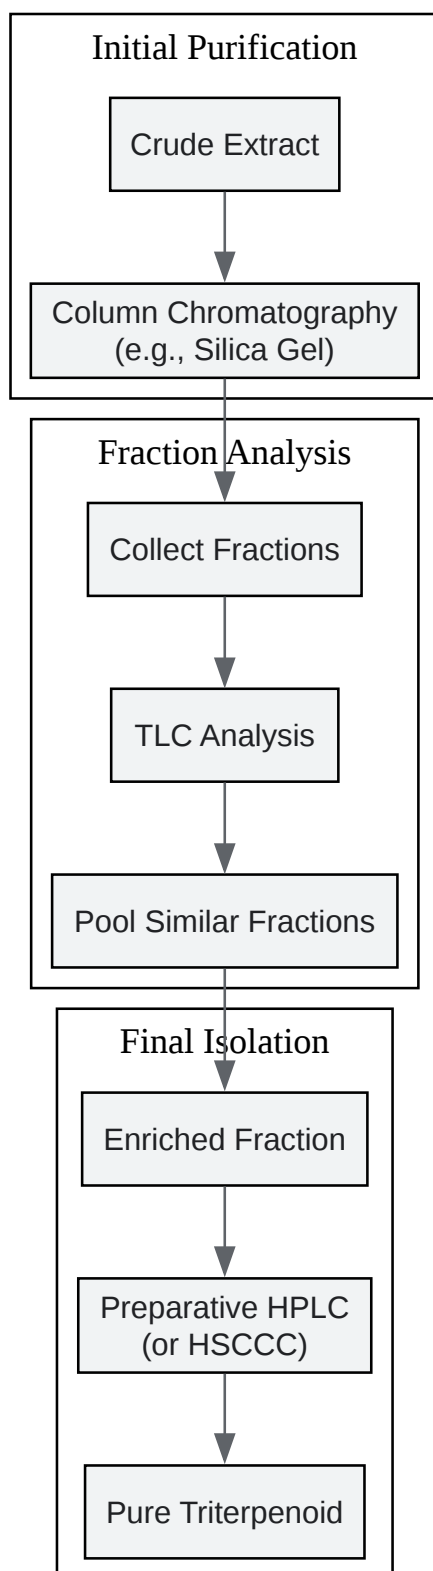 Initial Purification
Crude Extract
Column Chromatography
(e.g., Silica Gel)
Fraction Analysis
Collect Fractions
TLC Analysis
Pool Similar Fractions
Final Isolation
Enriched Fraction
Preparative HPLC
(or HSCCC)
Pure Triterpenoid